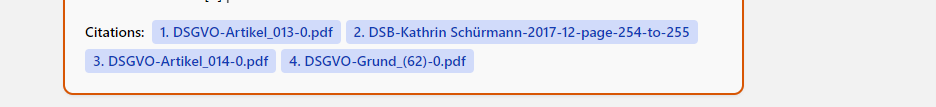 Citations: 1. DSGVO-Artikel_013-0.pdf 2. DSB-Kathrin Schürmann-2017-12-page-254-to-255
3. DSGVO-Artikel_014-0.pdf 4. DSGVO-Grund_(62)-0.pdf